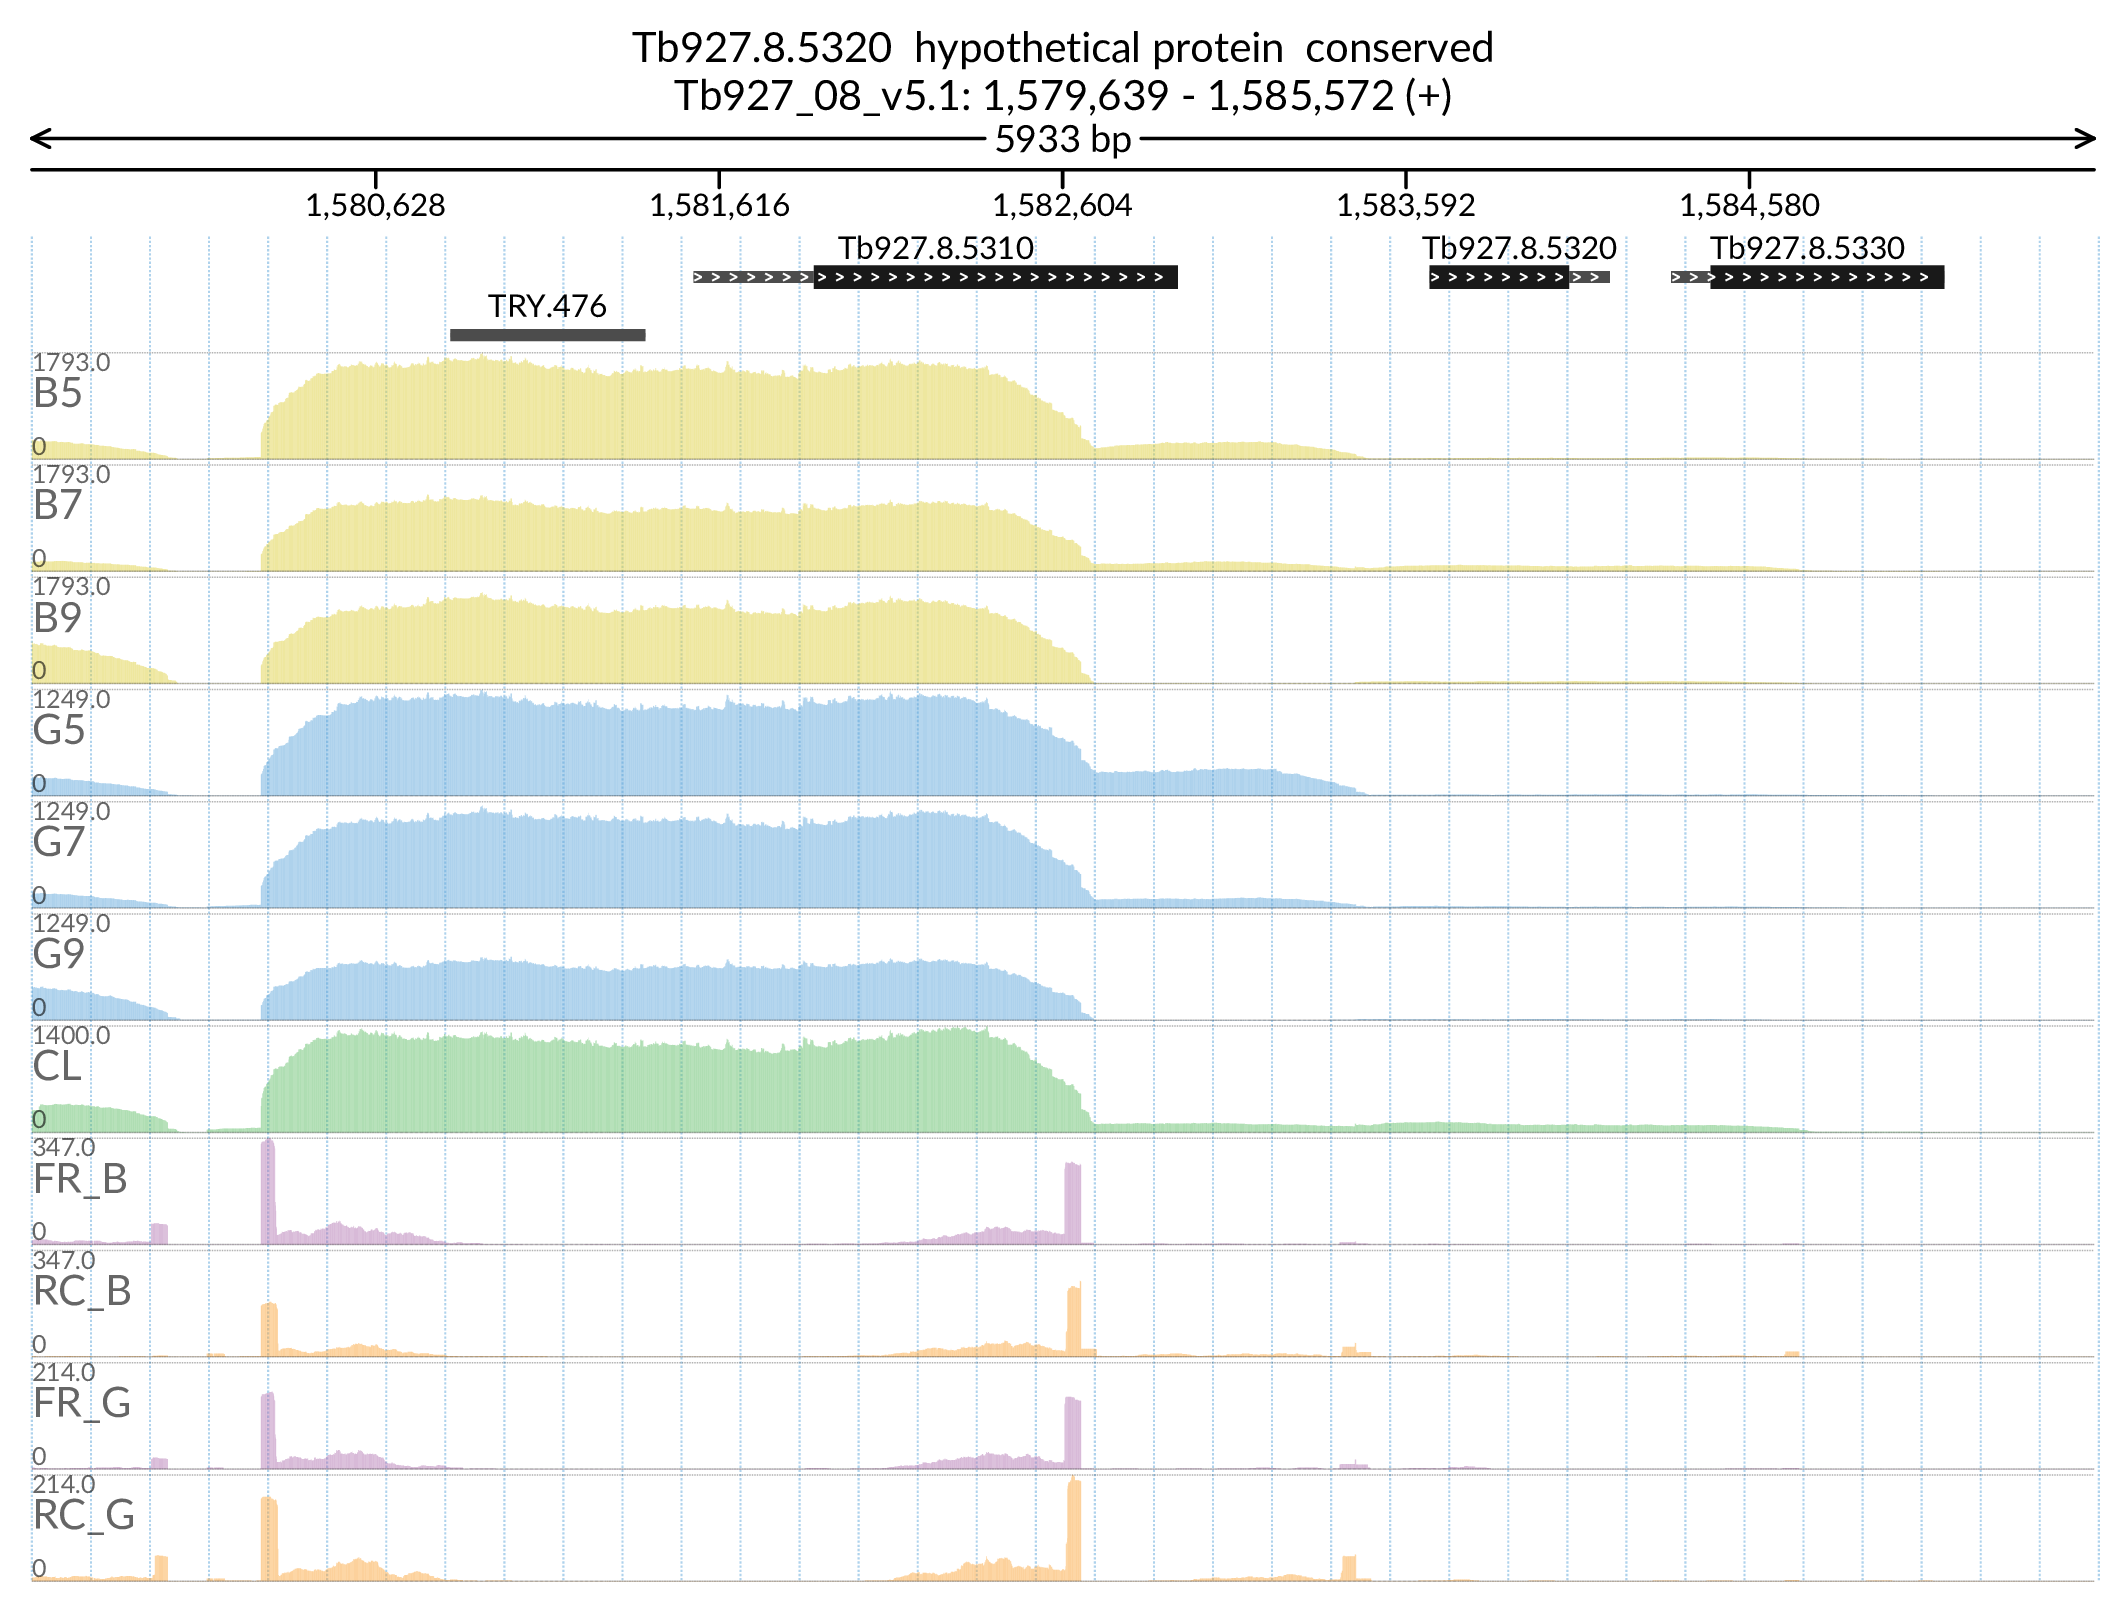 Tb927.8.5320 hypothetical protein conserved
Tb927_08_v5.1: 1,579,639 - 1,585,572 (+)
5933 bp
1,580,628 1,581,616 1,582,604 1,583,592 1,584,580
Tb927.8.5310 Tb927.8.5320 Tb927.8.5330
TRY.476
1793.0
B5
0
1793.0
B7
0
1793.0
B9
0
1249.0
G5
0
1249.0
G7
0
1249.0
G9
0
1400.0
CL
0
347.0
FR_B
0
347.0
RC_B
0
214.0
FR_G
0
214.0
RC_G
0